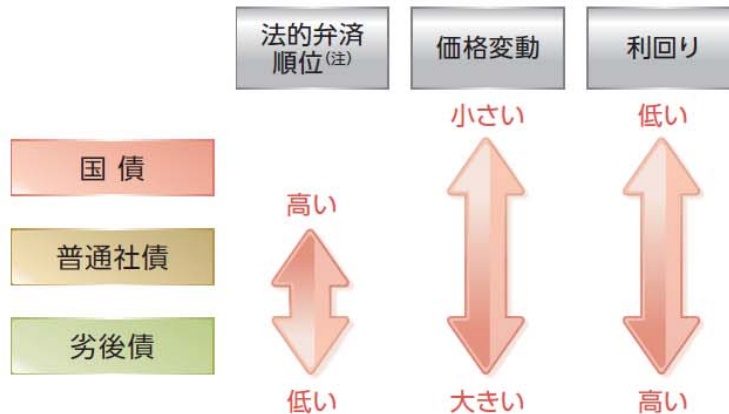 法的弁済
順位(注)
価格変動
利回り
小さい
低い
国債
高い
普通社債
劣後債
低い
大きい
高い